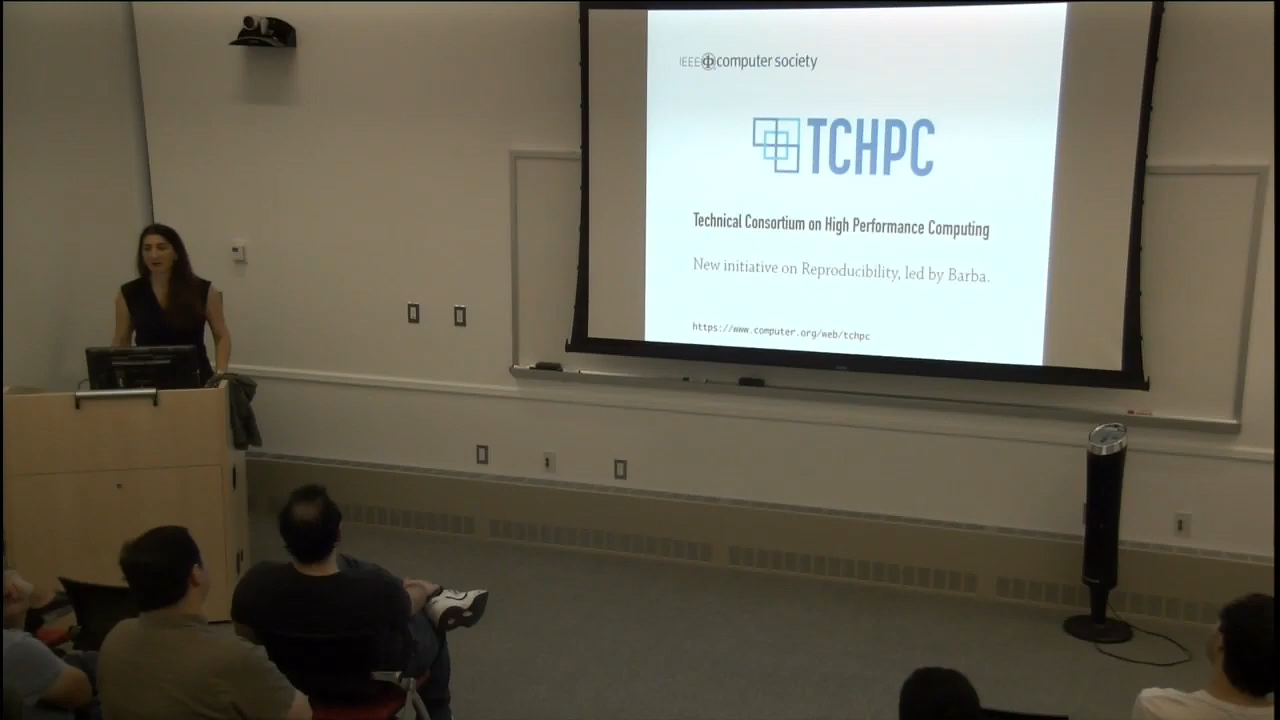 IEEE computer society
TCHPC
Technical Consortium on High Performance Computing
New initiative on Reproducibility, led by Barba.
https://www.computer.org/web/tchpc